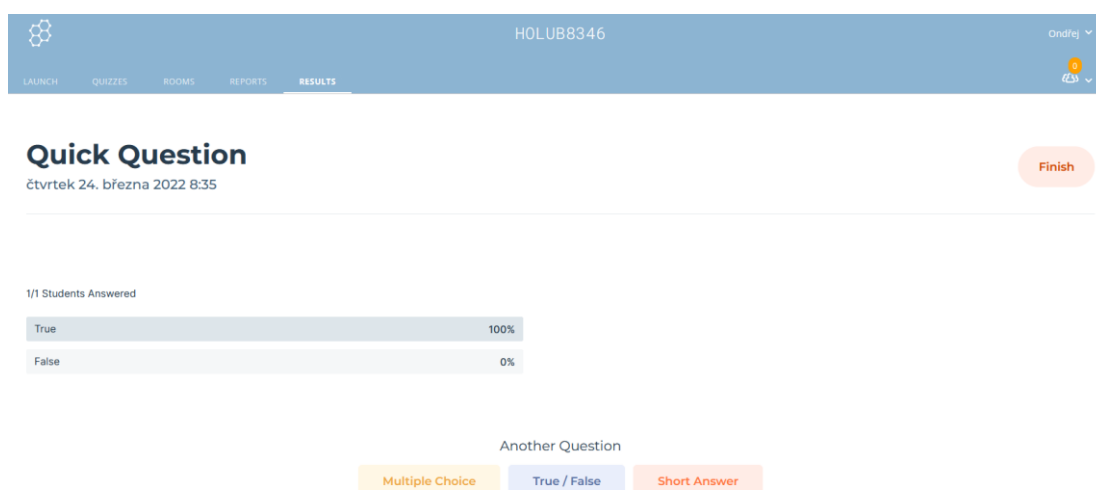 HOLUB8346
Ondřej
LAUNCH QUIZZES ROOMS REPORTS RESULTS
0
Quick Question
Finish
čtvrtek 24. března 2022 8:35
1/1 Students Answered
True 100%
False 0%
Another Question
Multiple Choice True / False Short Answer